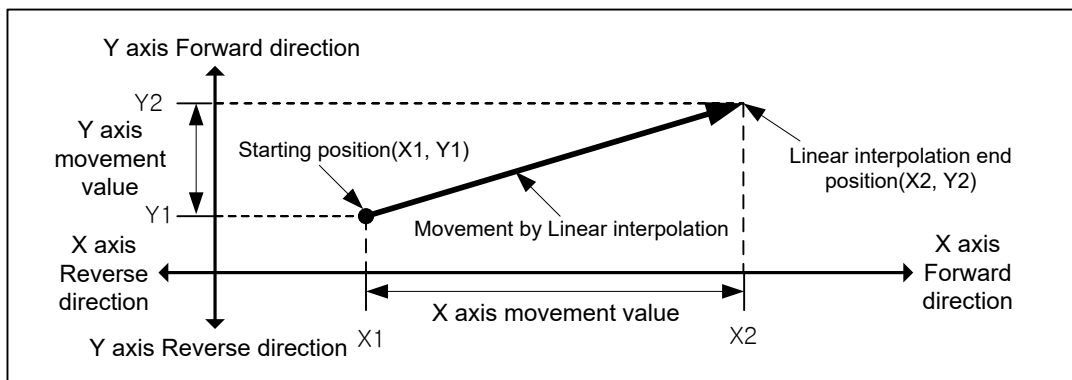 Y axis Forward direction
Y2
Y axis
movement
value
Starting position(X1, Y1)
Linear interpolation end
position(X2, Y2)
Y1
Movement by Linear interpolation
X axis
Reverse
direction
X axis
Forward
direction
X axis movement value
X1
X2
Y axis Reverse direction